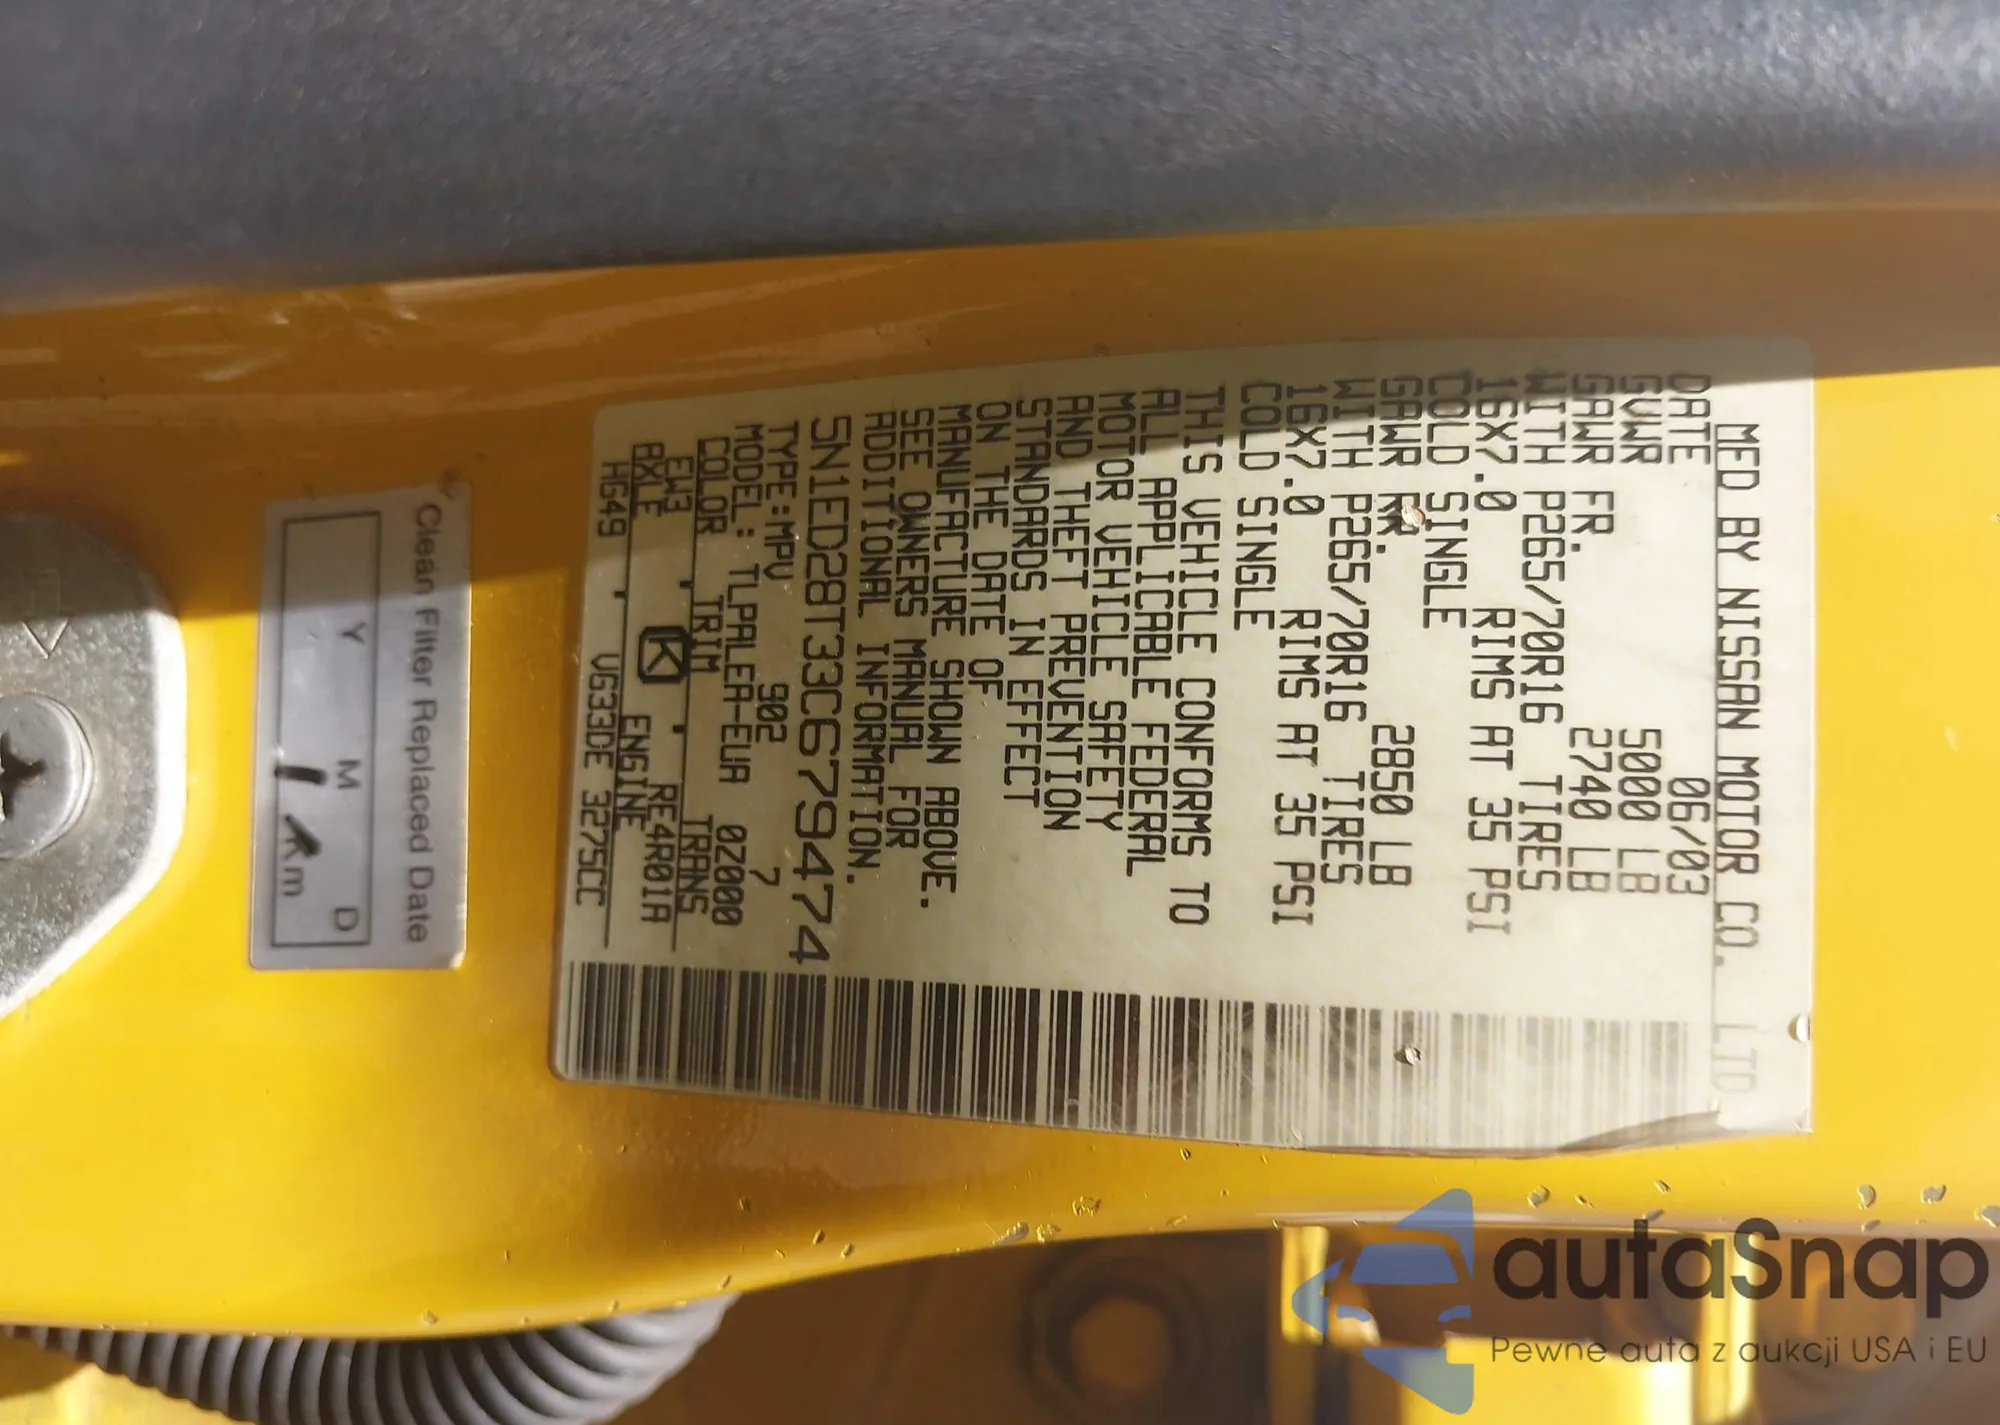 MFD BY NISSAN MOTOR CO. LTD
DATE 06/03
GVWR 5000 LB
GAWR FR. 2740 LB
WITH P265/70R16 TIRES
16X7.0 RIMS AT 35 PSI
COLD SINGLE
GAWR RR. 2850 LB
WITH P265/70R16 TIRES
16X7.0 RIMS AT 35 PSI
COLD SINGLE
THIS VEHICLE CONFORMS TO
ALL APPLICABLE FEDERAL
MOTOR VEHICLE SAFETY
AND THEFT PREVENTION
STANDARDS IN EFFECT
ON THE DATE OF
MANUFACTURE SHOWN ABOVE.
SEE OWNERS MANUAL FOR
ADDITIONAL INFORMATION.
5N1ED28T33C679474
TYPE:MPV 902 7
MODEL: TLPALEA-EUA 0Z000
COLOR TRIM TRANS
EW3 . K . RE4R01A
AXLE ENGINE
HG49 . VG33DE 3275CC
Clean Filter Replaced Date
Y M D
Km
autaSnap
Pewne auta z aukcji USA i EU